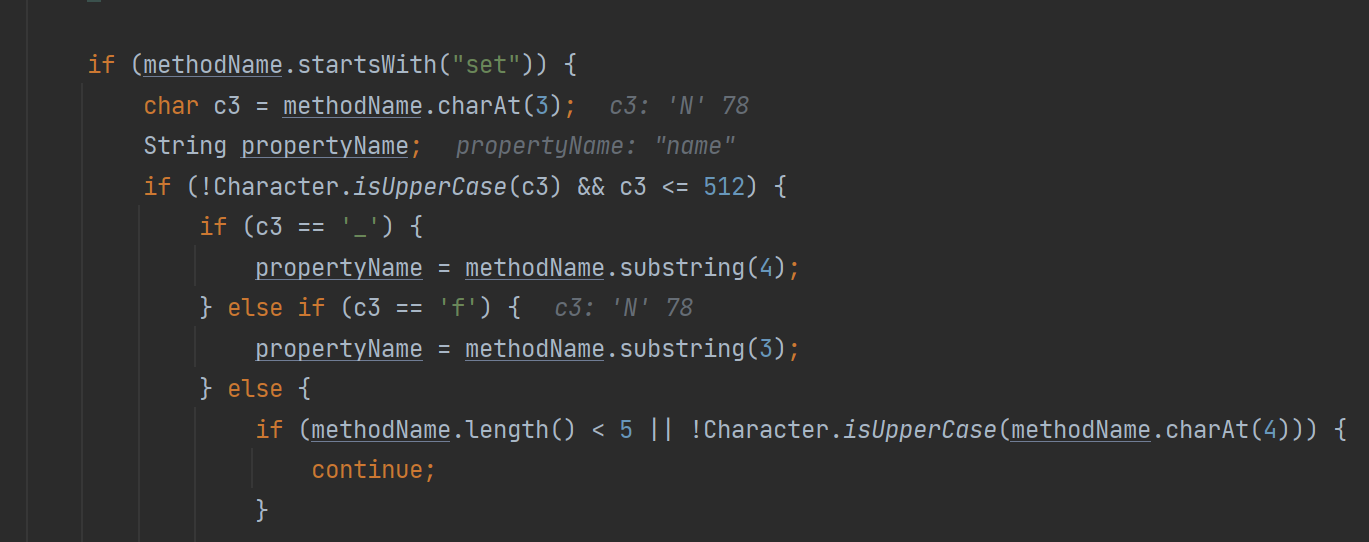 if (methodName.startsWith("set")) {
char c3 = methodName.charAt(3); c3: 'N' 78
String propertyName; propertyName: "name"
if (!Character.isUpperCase(c3) && c3 <= 512) {
if (c3 == '_') {
propertyName = methodName.substring(4);
} else if (c3 == 'f') { c3: 'N' 78
propertyName = methodName.substring(3);
} else {
if (methodName.length() < 5 || !Character.isUpperCase(methodName.charAt(4))) {
continue;
}